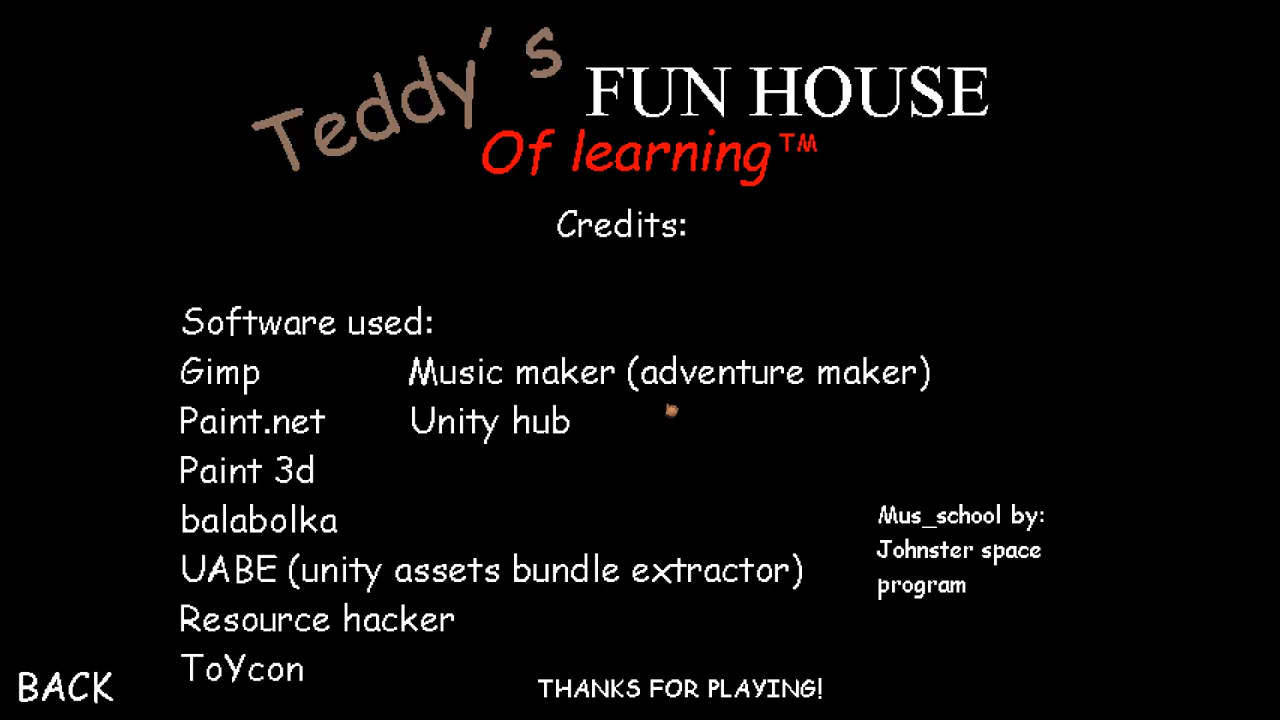 Teddy's FUN HOUSE
Of learning™
Credits:
Software used:
Gimp Music maker (adventure maker)
Paint.net Unity hub
Paint 3d
balabolka
UABE (unity assets bundle extractor)
Resource hacker
ToYcon
Mus_school by:
Johnster space
program
BACK
THANKS FOR PLAYING!